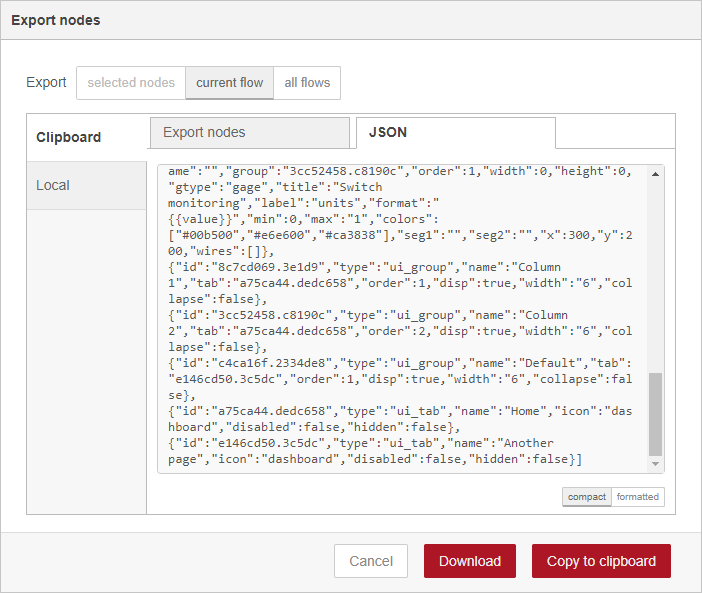 Export nodes
Export selected nodes current flow all flows
Clipboard Export nodes JSON
Local
ame":"","group":"3cc52458.c8190c","order":1,"width":0,"height":0,
"gtype":"gage","title":"Switch
monitoring","label":"units","format":"
{{value}}","min":0,"max":"1","colors":
["#00b500","#e6e600","#ca3838"],"seg1":"","seg2":"","x":300,"y":2
00,"wires":[]},
{"id":"8c7cd069.3e1d9","type":"ui_group","name":"Column
1","tab":"a75ca44.dedc658","order":1,"disp":true,"width":"6","col
lapse":false},
{"id":"3cc52458.c8190c","type":"ui_group","name":"Column
2","tab":"a75ca44.dedc658","order":2,"disp":true,"width":"6","col
lapse":false},
{"id":"c4ca16f.2334de8","type":"ui_group","name":"Default","tab":
"e146cd50.3c5dc","order":1,"disp":true,"width":"6","collapse":fal
se},
{"id":"a75ca44.dedc658","type":"ui_tab","name":"Home","icon":"das
hboard","disabled":false,"hidden":false},
{"id":"e146cd50.3c5dc","type":"ui_tab","name":"Another
page","icon":"dashboard","disabled":false,"hidden":false}]
compact formatted
Cancel Download Copy to clipboard